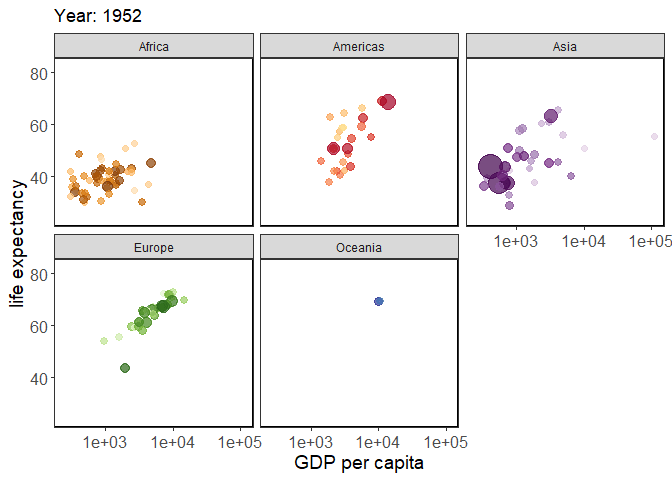 Year: 1952
Africa
Americas
Asia
80
60
40
1e+03 1e+04 1e+05
Europe
Oceania
80
60
40
1e+03 1e+04 1e+05
1e+03 1e+04 1e+05
life expectancy
GDP per capita